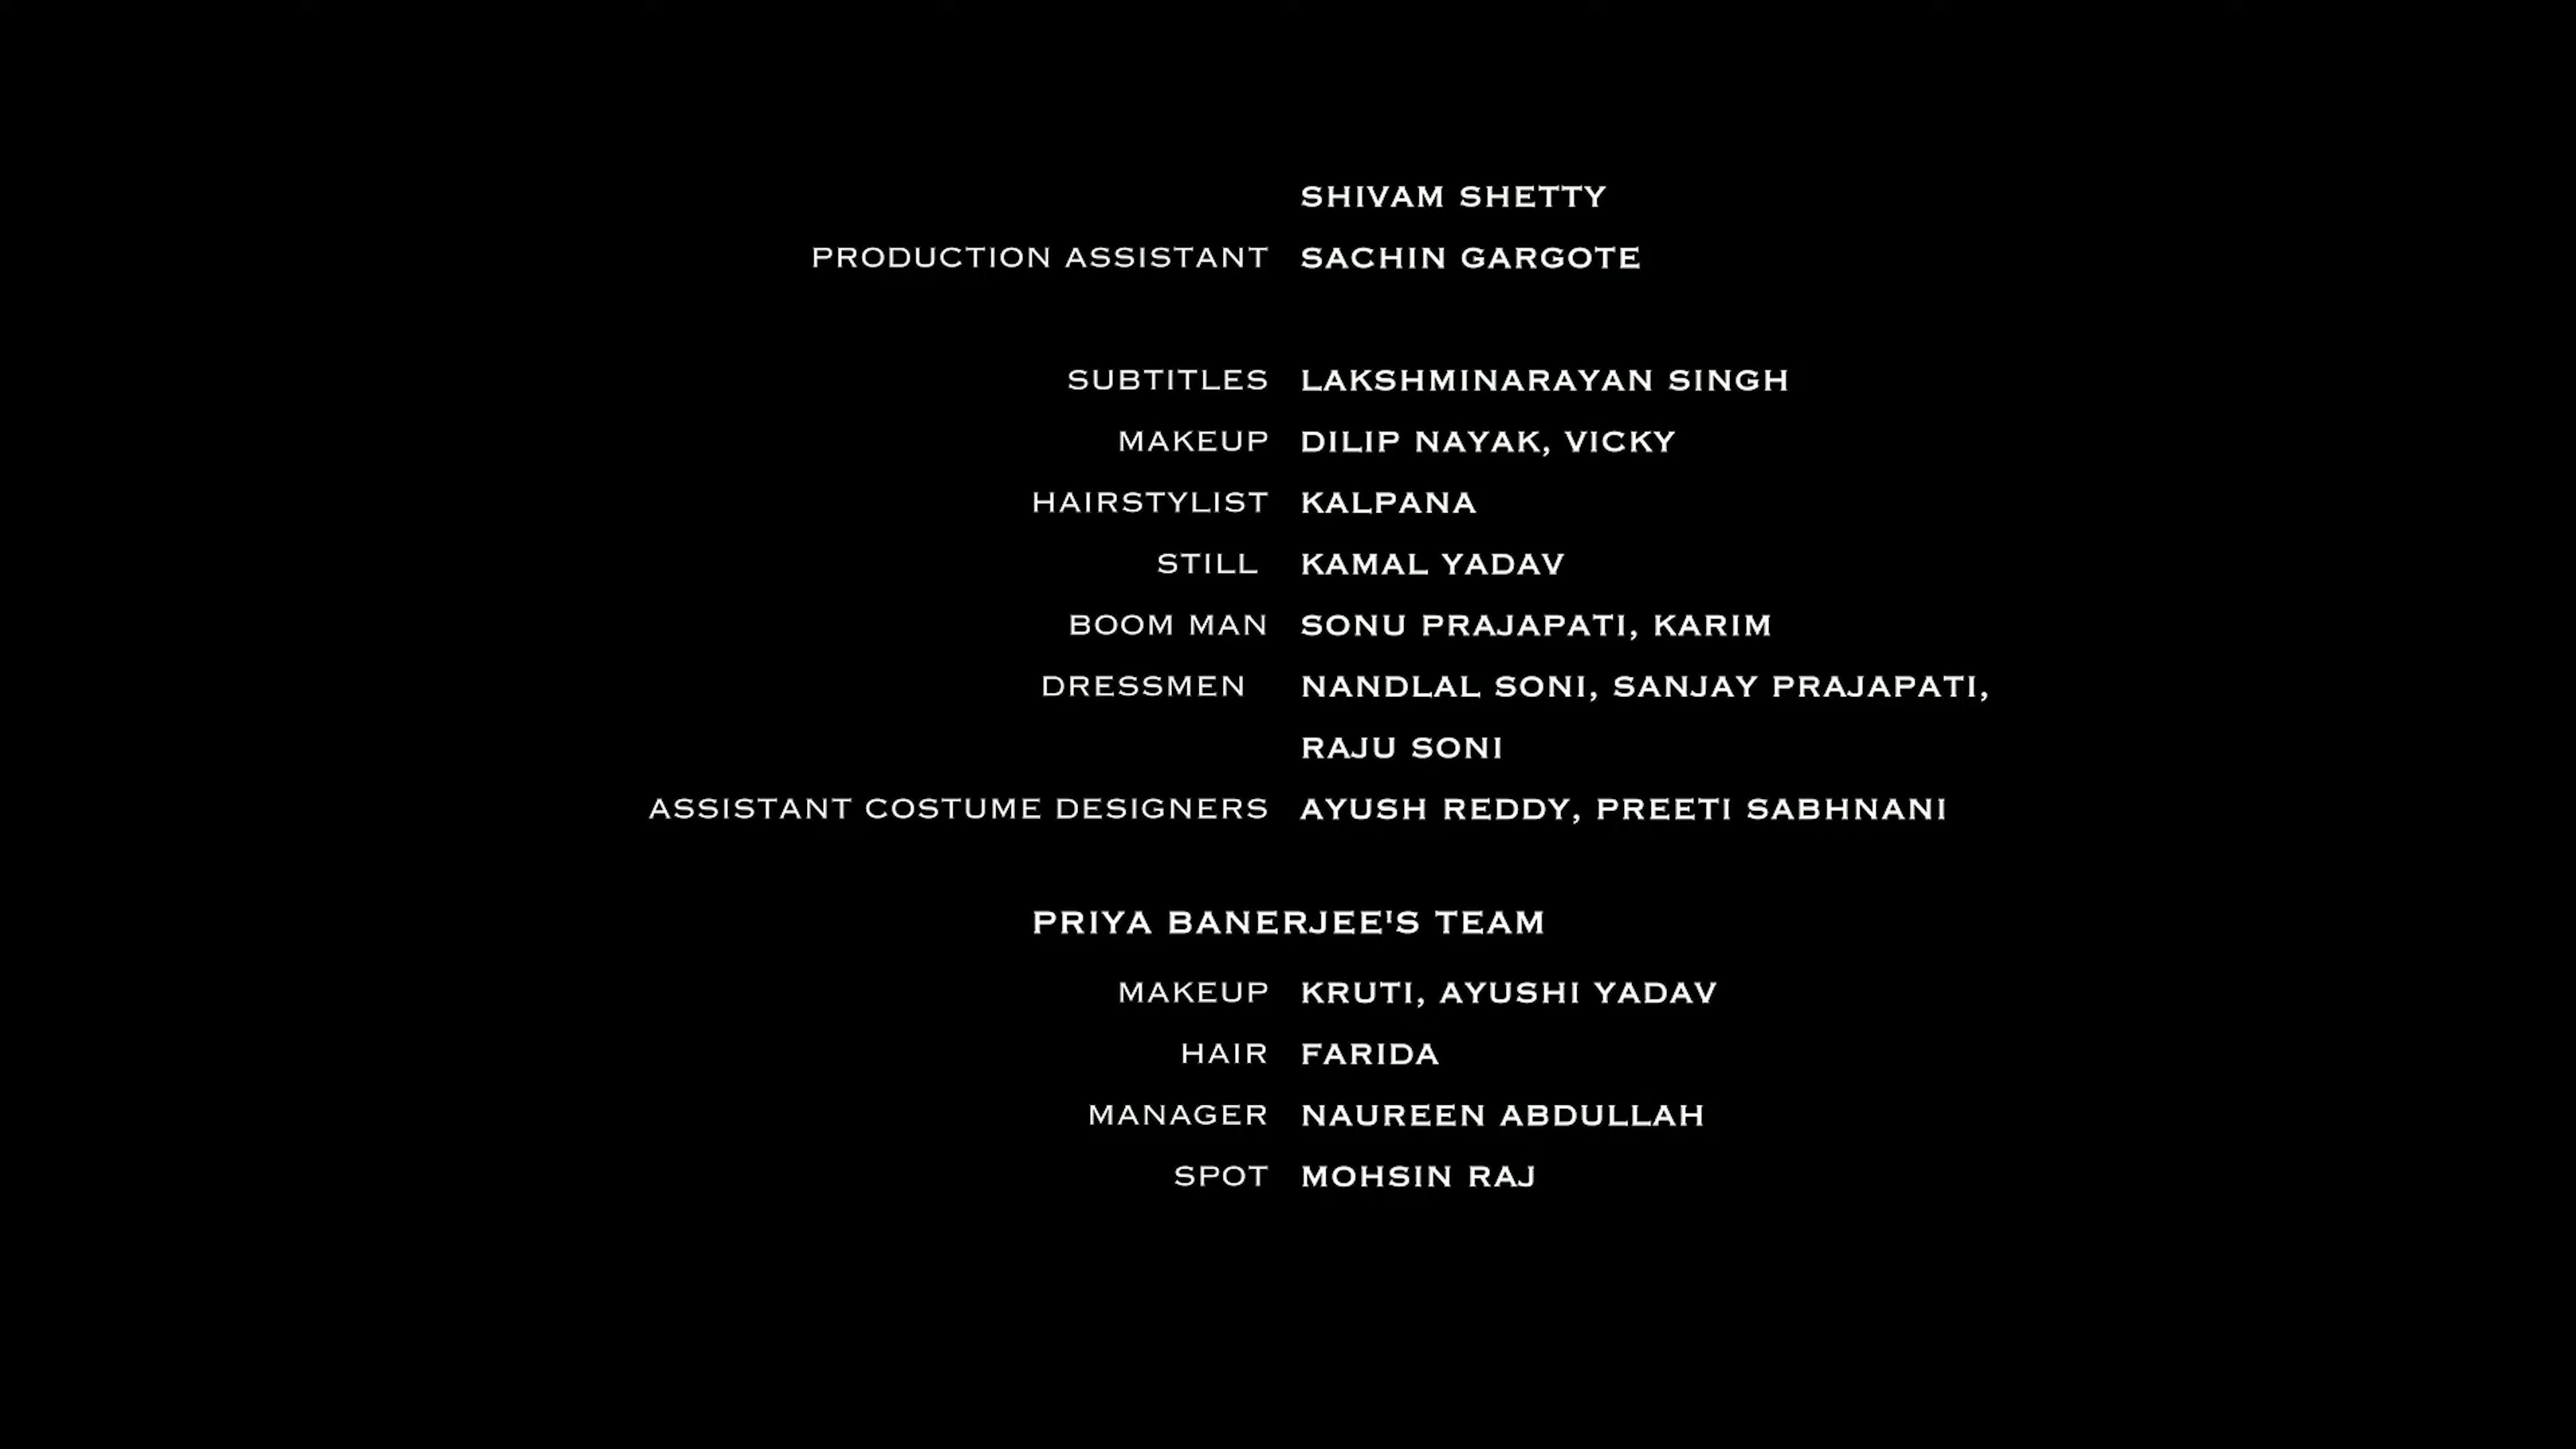 SHIVAM SHETTY
PRODUCTION ASSISTANT SACHIN GARGOTE
SUBTITLES LAKSHMINARAYAN SINGH
MAKEUP DILIP NAYAK, VICKY
HAIRSTYLIST KALPANA
STILL KAMAL YADAV
BOOM MAN SONU PRAJAPATI, KARIM
DRESSMEN NANDLAL SONI, SANJAY PRAJAPATI,
RAJU SONI
ASSISTANT COSTUME DESIGNERS AYUSH REDDY, PREETI SABHNANI
PRIYA BANERJEE'S TEAM
MAKEUP KRUTI, AYUSHI YADAV
HAIR FARIDA
MANAGER NAUREEN ABDULLAH
SPOT MOHSIN RAJ